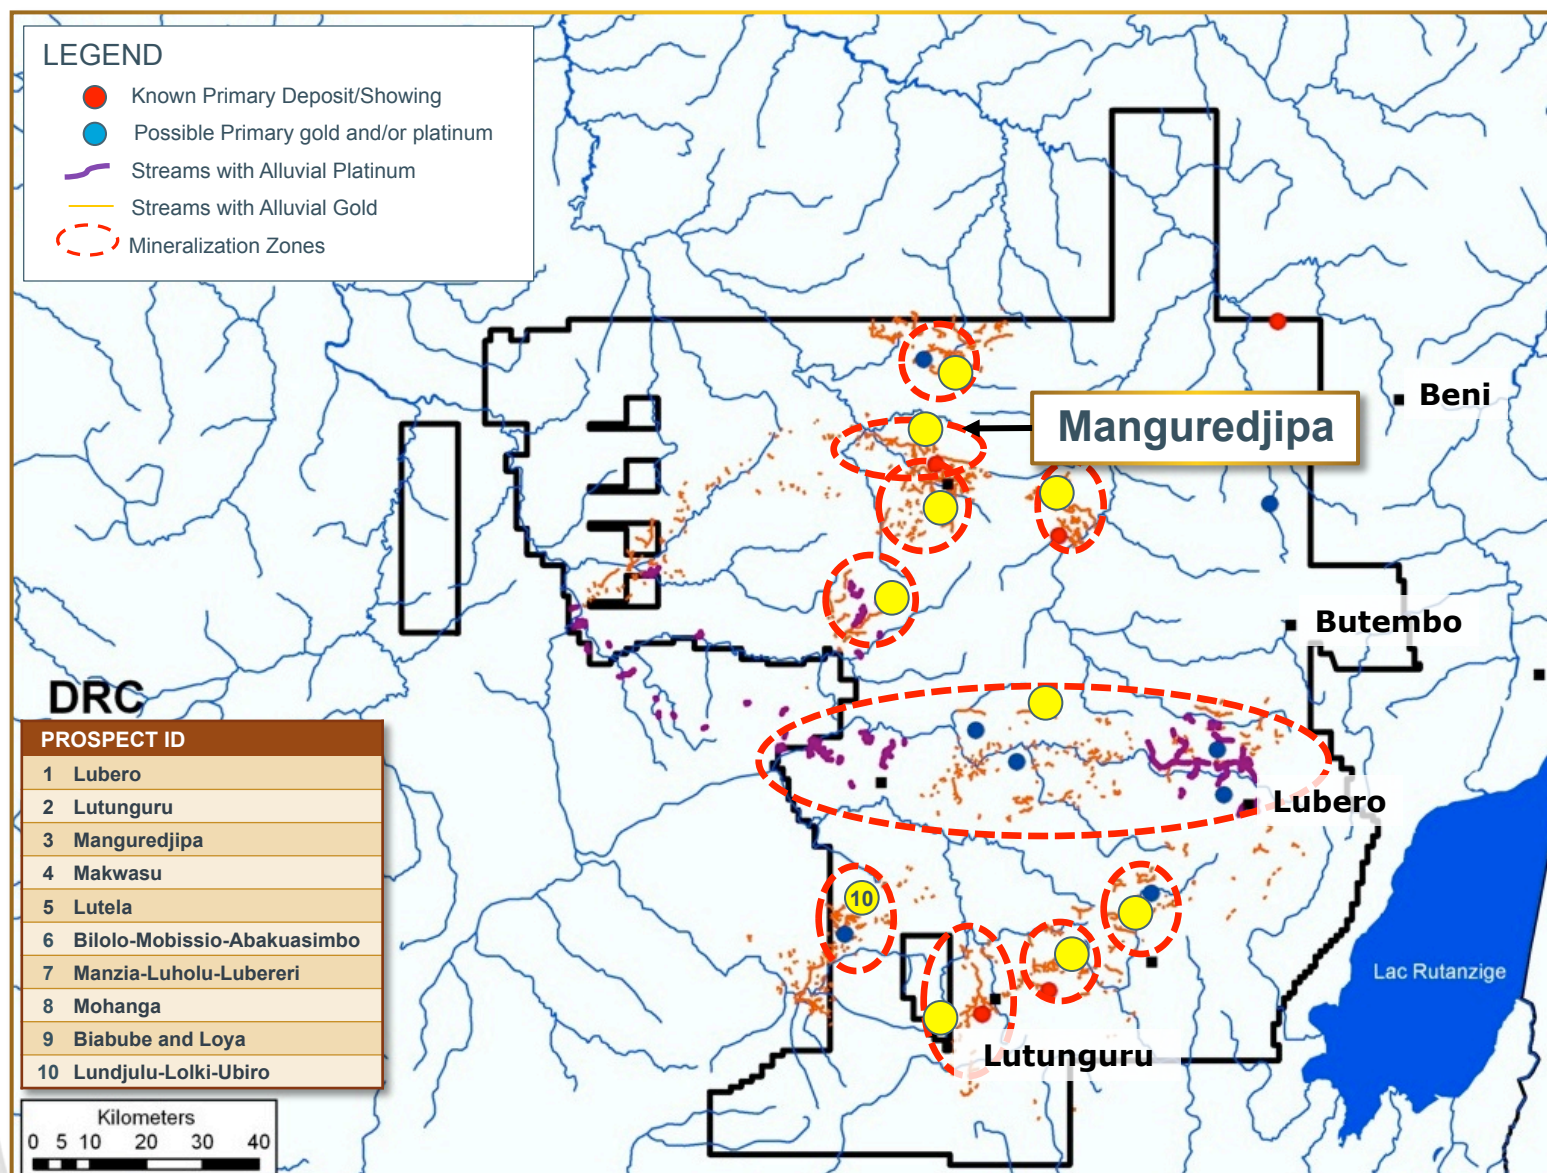 LEGEND
Known Primary Deposit/Showing
Possible Primary gold and/or platinum
Streams with Alluvial Platinum
Streams with Alluvial Gold
Mineralization Zones
Beni
Manguredjipa
Butembo
DRC
PROSPECT ID
1 Lubero
2 Lutunguru
3 Manguredjipa
4 Makwasu
5 Lutela
6 Bilolo-Mobissio-Abakuasimbo
7 Manzia-Luholu-Lubereri
8 Mohanga
9 Biabube and Loya
10 Lundjulu-Lolki-Ubiro
Lubero
10
Lac Rutanzige
Lutunguru
Kilometers
0 5 10 20 30 40